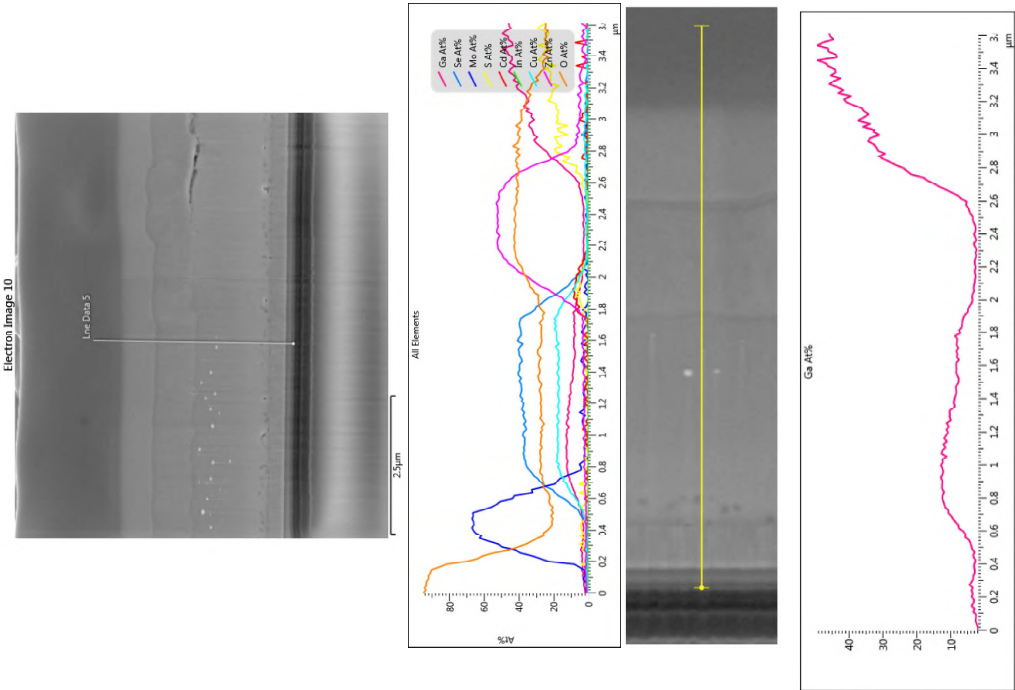 Electron Image 10
Lne Data 5
2.5µm
All Elements
Ga At%
Se At%
Mo At%
S At%
Cd At%
In At%
Cu At%
Zn At%
O At%
At%
80
60
40
20
0
0
0.2
0.4
0.6
0.8
1
1.2
1.4
1.6
1.8
2
2.2
2.4
2.6
2.8
3
3.2
3.4
3.
µm
Ga At%
40
30
20
10
0
0.2
0.4
0.6
0.8
1
1.2
1.4
1.6
1.8
2
2.2
2.4
2.6
2.8
3
3.2
3.4
3.
µm